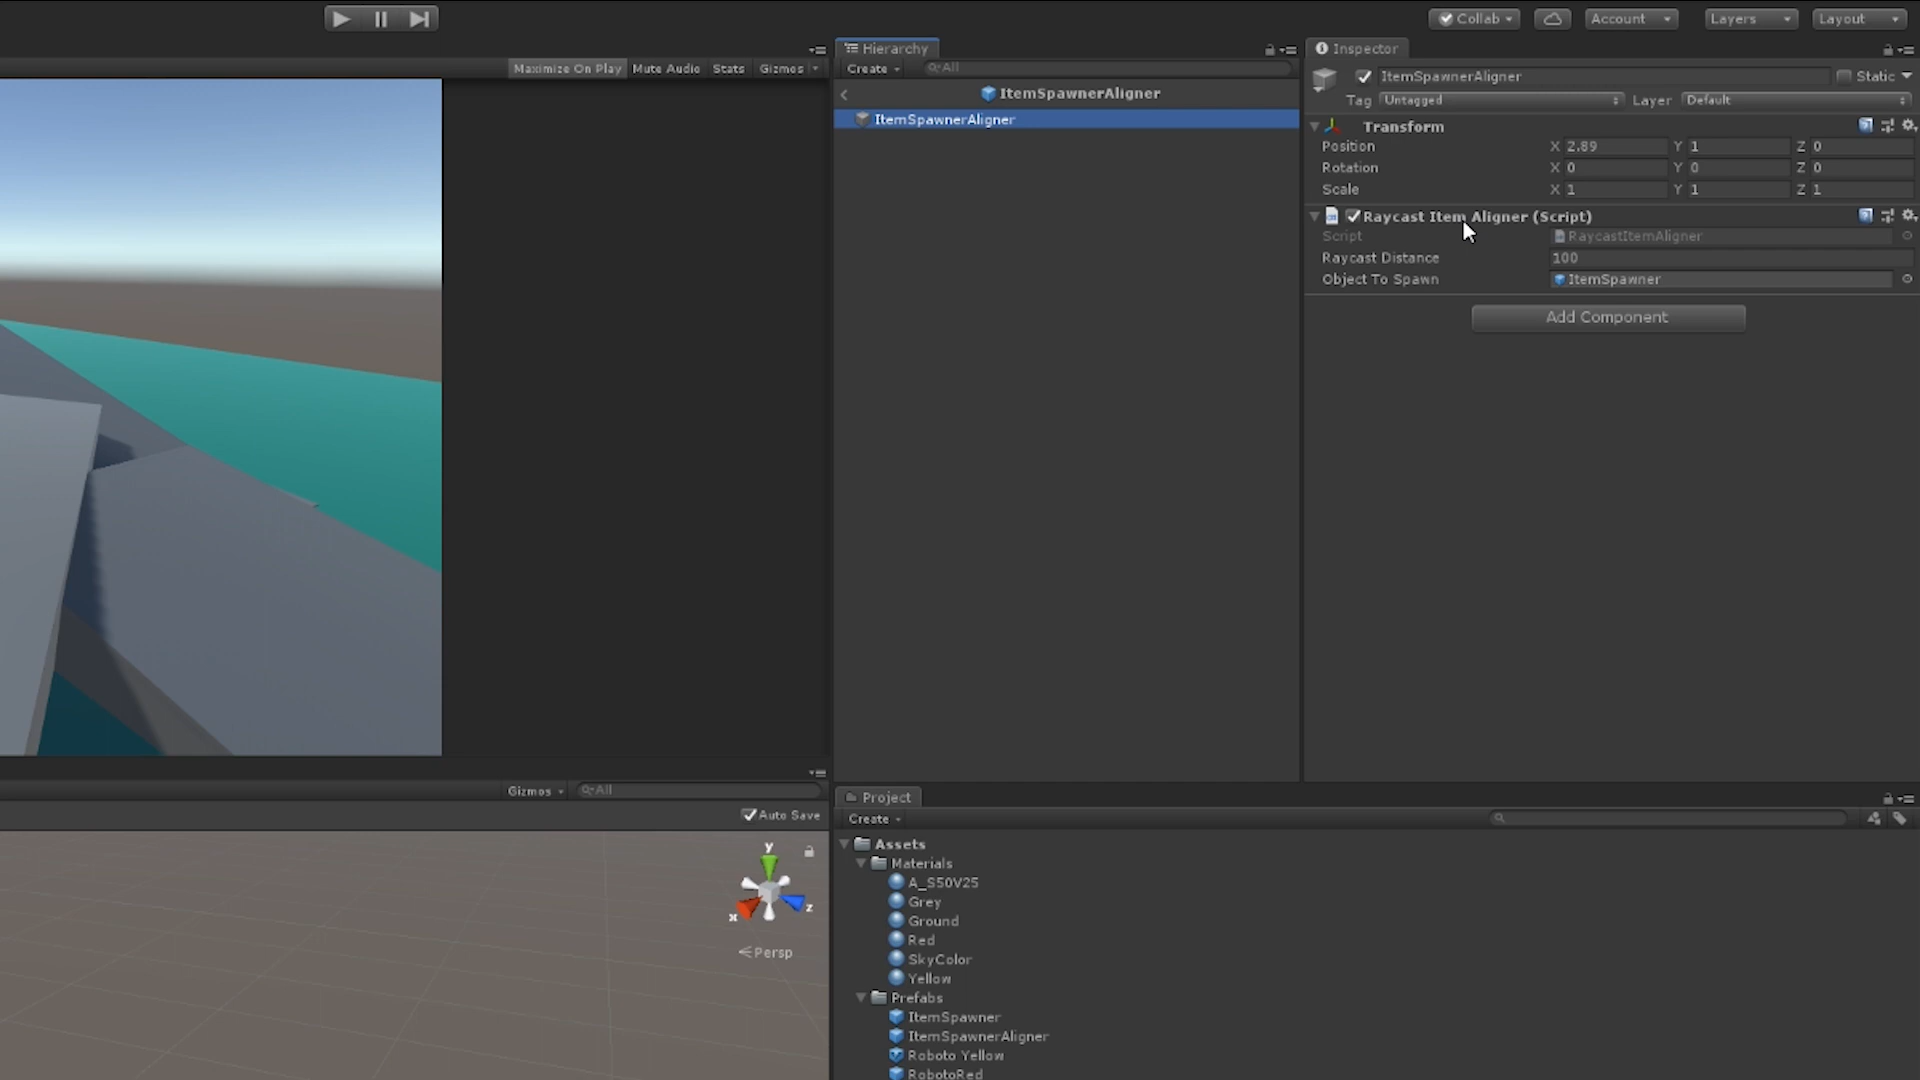 Collab
Account
Layers
Layout
Maximize On Play
Mute Audio
Stats
Gizmos
Hierarchy
Create
All
ItemSpawnerAligner
ItemSpawnerAligner
Inspector
ItemSpawnerAligner
Static
Tag Untagged
Layer Default
Transform
Position X 2.89 Y 1 Z 0
Rotation X 0 Y 0 Z 0
Scale X 1 Y 1 Z 1
Raycast Item Aligner (Script)
Script RaycastItemAligner
Raycast Distance 100
Object To Spawn ItemSpawner
Add Component
Gizmos
All
Auto Save
y
x
z
Persp
Project
Create
Assets
Materials
A_S50V25
Grey
Ground
Red
SkyColor
Yellow
Prefabs
ItemSpawner
ItemSpawnerAligner
Roboto Yellow
RobotoRed